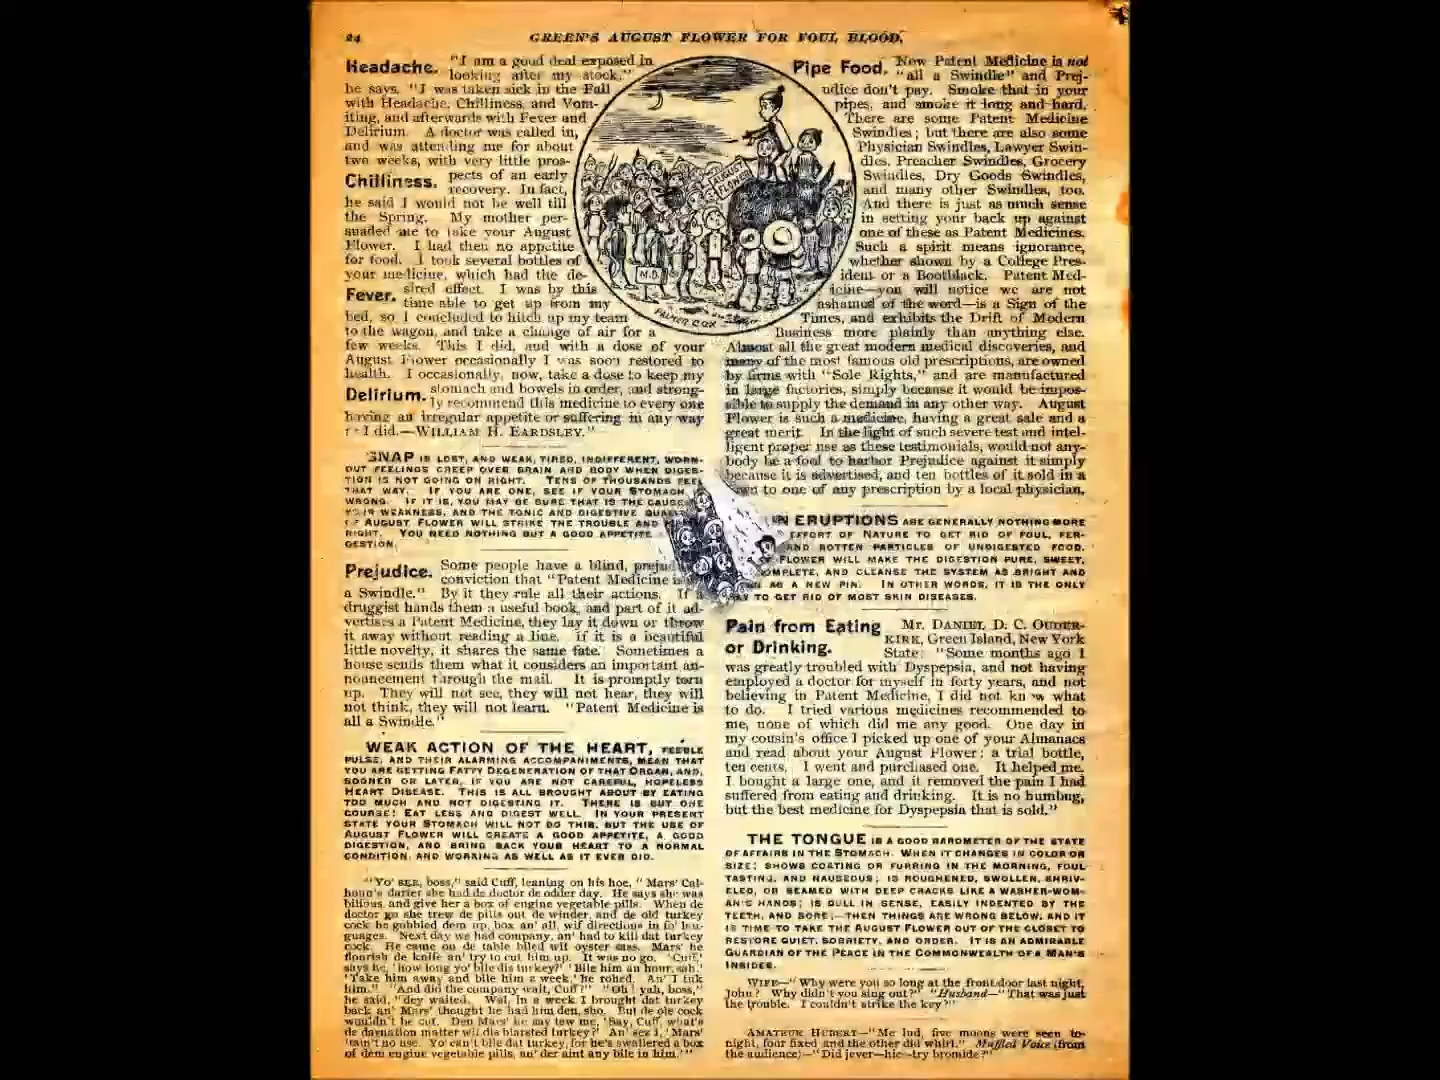 24
GREEN'S AUGUST FLOWER FOR FOUL BLOOD.
Headache. "I am a good deal exposed in
looking after my stock,"
he says. "I was taken sick in the Fall
with Headache, Chilliness, and Vom-
iting, and afterwards with Fever and
Delirium. A doctor was called in,
and was attending me for about
two weeks, with very little pros-
Chilliness. pects of an early
recovery. In fact,
he said I would not be well till
the Spring. My mother per-
suaded me to take your August
Flower. I had then no appetite
for food. I took several bottles of
your medicine, which had the de-
Fever. sired effect. I was by this
time able to get up from my
bed, so I concluded to hitch up my team
to the wagon, and take a change of air for a
few weeks. This I did, and with a dose of your
August Flower occasionally I was soon restored to
health. I occasionally, now, take a dose to keep my
Delirium. stomach and bowels in order, and strong-
ly recommend this medicine to every one
having an irregular appetite or suffering in any way
I did.—WILLIAM H. EARDSLEY."
SNAP IS LOST, AND WEAK, TIRED, INDIFFERENT, WORN-
OUT FEELINGS CREEP OVER BRAIN AND BODY WHEN DIGES-
TION IS NOT GOING ON RIGHT. TENS OF THOUSANDS FEEL
THAT WAY. IF YOU ARE ONE, SEE IF YOUR STOMACH
WRONG. IF IT IS, YOU MAY BE SURE THAT IS THE CAUSE
WEAKNESS, AND THE TONIC AND DIGESTIVE
AUGUST FLOWER WILL STRIKE THE TROUBLE AND
RIGHT. YOU NEED NOTHING BUT A GOOD APPETITE
GESTION.
Prejudice. Some people have a blind,
conviction that "Patent Medicine is
a Swindle." By it they rule all their actions. If a
druggist hands them a useful book, and part of it ad-
vertises a Patent Medicine, they lay it down or throw
it away without reading a line. If it is a beautiful
little novelty, it shares the same fate. Sometimes a
house sends them what it considers an important an-
nouncement through the mail. It is promptly torn
up. They will not see, they will not hear, they will
not think, they will not learn. "Patent Medicine is
all a Swindle."
WEAK ACTION OF THE HEART, FEEBLE
PULSE, AND THEIR ALARMING ACCOMPANIMENTS, MEAN THAT
YOU ARE GETTING FATTY DEGENERATION OF THAT ORGAN, AND,
SOONER OR LATER, IF YOU ARE NOT CAREFUL, HOPELESS
HEART DISEASE. THIS IS ALL BROUGHT ABOUT BY EATING
TOO MUCH AND NOT DIGESTING IT. THERE IS BUT ONE
COURSE: EAT LESS AND DIGEST WELL. IN YOUR PRESENT
STATE YOUR STOMACH WILL NOT DO THIS, BUT THE USE OF
AUGUST FLOWER WILL CREATE A GOOD APPETITE, A GOOD
DIGESTION, AND BRING BACK YOUR HEART TO A NORMAL
CONDITION, AND WORKING AS WELL AS IT EVER DID.
"Yo' SEE, boss," said Cuff, leaning on his hoe, "Mars' Cal-
houn's darter she had de doctor de odder day. He says she was
bilious, and give her a box of engine vegetable pills. When de
doctor go she trew de pills out de winder, and de old turkey
cock he gobbled dem up, box an' all, wif directions in fo' lan-
guages. Next day we had company, an' had to kill dat turkey
cock. He came on de table biled wit oyster sass. Mars' he
flourish de knife an' try to cut him up. It was no go. 'Cuff,'
says he, 'how long yo' bile dis turkey?' 'Bile him an hour, sah.'
'Take him away and bile him a week,' he rohed. An' I tuk
him." "And did the company wait, Cuff?" "Oh! yah, boss,"
he said, "dey waited. Wal, in a week I brought dat turkey
back an' Mars' thought he had him den, sho. But de ole cock
wouldn't be cut. Den Mars' he say tew me, 'Say, Cuff, what's
de darnation matter wif dis blarsted turkey?' An' sez I, 'Mars'
'tain't no use. Yo' can't bile dat turkey, for he's swallered a box
of dem engine vegetable pills, an' der aint any bile in him.'"
AUGUST
FLOWER
M.D.
PALMER COX
Pipe Food. Now Patent Medicine is not
"all a Swindle" and Prej-
udice don't pay. Smoke that in your
pipes, and smoke it long and hard.
There are some Patent Medicine
Swindles; but there are also some
Physician Swindles, Lawyer Swin-
dles, Preacher Swindles, Grocery
Swindles, Dry Goods Swindles,
and many other Swindles, too.
And there is just as much sense
in setting your back up against
one of these as Patent Medicines.
Such a spirit means ignorance,
whether shown by a College Pres-
ident or a Bootblack. Patent Med-
icine—you will notice we are not
ashamed of the word—is a Sign of the
Times, and exhibits the Drift of Modern
Business more plainly than anything else.
Almost all the great modern medical discoveries, and
many of the most famous old prescriptions, are owned
by firms with "Sole Rights," and are manufactured
in large factories, simply because it would be impos-
sible to supply the demand in any other way. August
Flower is such a medicine, having a great sale and a
great merit. In the light of such severe test and intel-
ligent proper use as these testimonials, would not any-
body be a fool to harbor Prejudice against it simply
because it is advertised, and ten bottles of it sold in a
to one of any prescription by a local physician.
ERUPTIONS ARE GENERALLY NOTHING MORE
EFFORT OF NATURE TO GET RID OF FOUL, FER-
AND ROTTEN PARTICLES OF UNDIGESTED FOOD.
FLOWER WILL MAKE THE DIGESTION PURE, SWEET,
AND CLEANSE THE SYSTEM AS BRIGHT AND
AS A NEW PIN. IN OTHER WORDS, IT IS THE ONLY
TO GET RID OF MOST SKIN DISEASES.
Pain from Eating
or Drinking. Mr. DANIEL D. C. OUDER-
KIRK, Green Island, New York
State: "Some months ago I
was greatly troubled with Dyspepsia, and not having
employed a doctor for myself in forty years, and not
believing in Patent Medicine, I did not know what
to do. I tried various medicines recommended to
me, none of which did me any good. One day in
my cousin's office I picked up one of your Almanacs
and read about your August Flower; a trial bottle,
ten cents. I went and purchased one. It helped me.
I bought a large one, and it removed the pain I had
suffered from eating and drinking. It is no humbug,
but the best medicine for Dyspepsia that is sold."
THE TONGUE IS A GOOD BAROMETER OF THE STATE
OF AFFAIRS IN THE STOMACH. WHEN IT CHANGES IN COLOR OR
SIZE; SHOWS COATING OR FURRING IN THE MORNING, FOUL-
TASTING, AND NAUSEOUS; IS ROUGHENED, SWOLLEN, SHRIV-
ELED, OR SEAMED WITH DEEP CRACKS LIKE A WASHER-WOM-
AN'S HANDS; IS DULL IN SENSE, EASILY INDENTED BY THE
TEETH, AND SORE,—THEN THINGS ARE WRONG BELOW, AND IT
IS TIME TO TAKE THE AUGUST FLOWER OUT OF THE CLOSET TO
RESTORE QUIET, SOBRIETY, AND ORDER. IT IS AN ADMIRABLE
GUARDIAN OF THE PEACE IN THE COMMONWEALTH OF A MAN'S
INSIDES.
WIFE—"Why were you so long at the front door last night,
John? Why didn't you sing out?" Husband—"That was just
the trouble. I couldn't strike the key?"
AMATEUR HUBERT—"Me lud, five moons were seen to-
night, four fixed and the other did whirl." Muffled Voice (from
the audience)—"Did jever—hic—try bromide?"